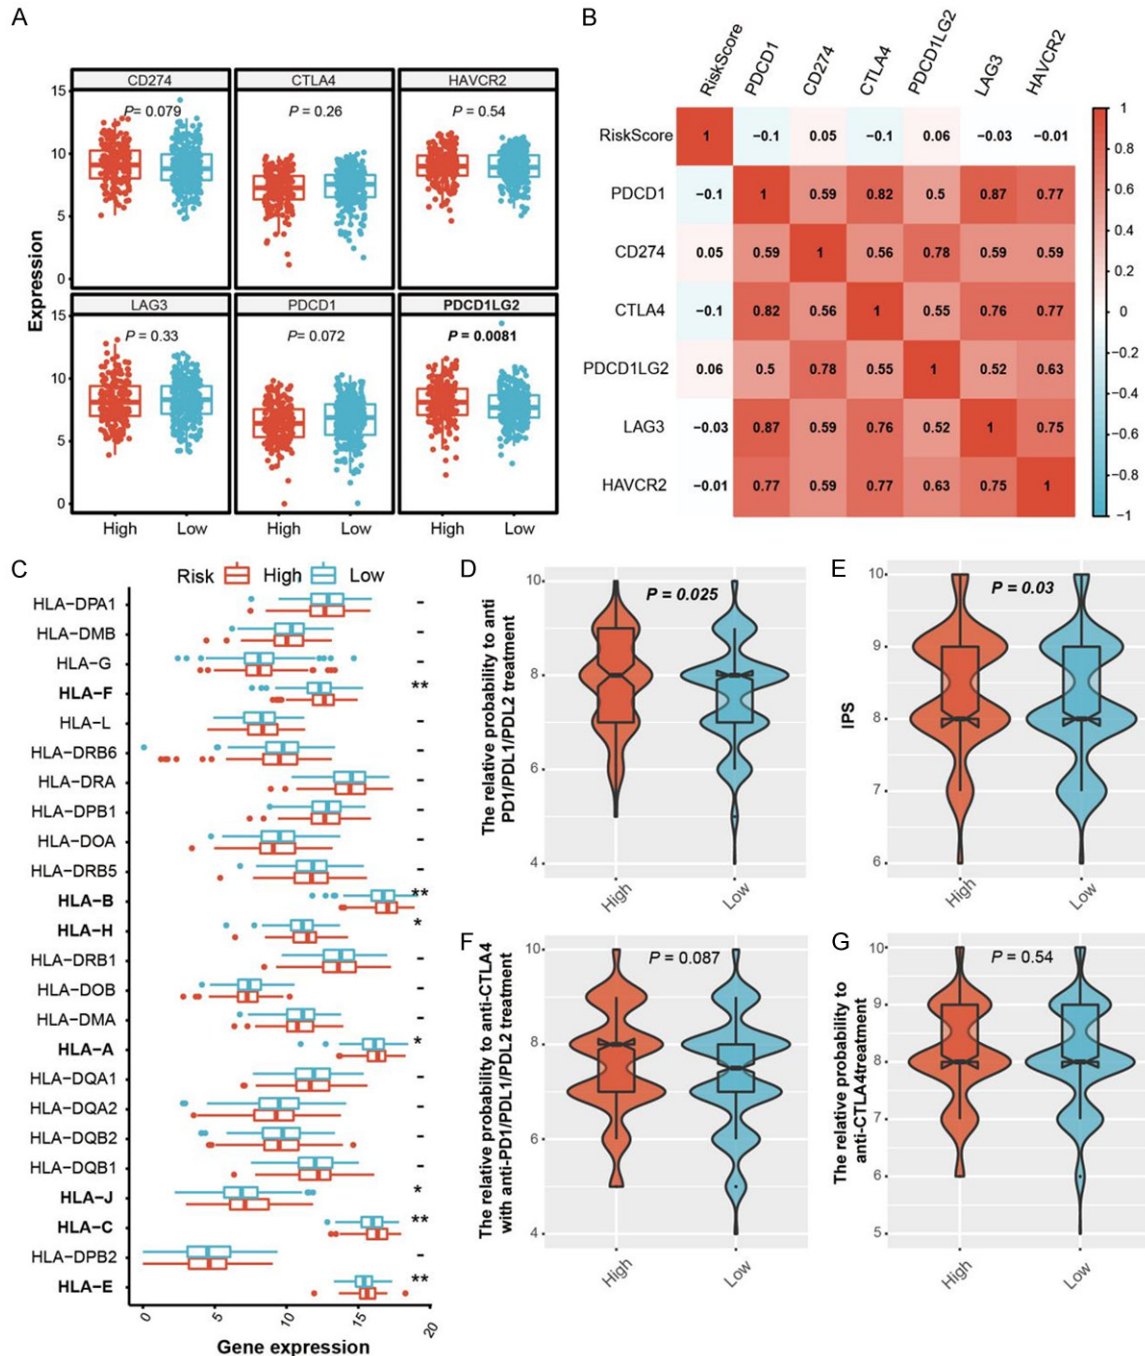 A
CD274 CTLA4 HAVCR2
P= 0.079 P = 0.26 P = 0.54
15
10
5
0
LAG3 PDCD1 PDCD1LG2
P = 0.33 P= 0.072 P = 0.0081
15
10
5
0
Expression
High Low High Low High Low
B
RiskScore PDCD1 CD274 CTLA4 PDCD1LG2 LAG3 HAVCR2
RiskScore 1 −0.1 0.05 −0.1 0.06 −0.03 −0.01
PDCD1 −0.1 1 0.59 0.82 0.5 0.87 0.77
CD274 0.05 0.59 1 0.56 0.78 0.59 0.59
CTLA4 −0.1 0.82 0.56 1 0.55 0.76 0.77
PDCD1LG2 0.06 0.5 0.78 0.55 1 0.52 0.63
LAG3 −0.03 0.87 0.59 0.76 0.52 1 0.75
HAVCR2 −0.01 0.77 0.59 0.77 0.63 0.75 1
1
0.8
0.6
0.4
0.2
0
−0.2
−0.4
−0.6
−0.8
−1
C
Risk High Low
HLA−DPA1 -
HLA−DMB -
HLA−G -
HLA−F **
HLA−L -
HLA−DRB6 -
HLA−DRA -
HLA−DPB1 -
HLA−DOA -
HLA−DRB5 -
HLA−B **
HLA−H *
HLA−DRB1 -
HLA−DOB -
HLA−DMA -
HLA−A *
HLA−DQA1 -
HLA−DQA2 -
HLA−DQB2 -
HLA−DQB1 -
HLA−J *
HLA−C **
HLA−DPB2 -
HLA−E **
0 5 10 15 20
Gene expression
D
The relative probability to anti
PD1/PDL1/PDL2 treatment
P = 0.025
10
8
6
4
High Low
E
IPS
P = 0.03
10
9
8
7
6
High Low
F
The relative probability to anti-CTLA4
with anti-PD1/PDL1/PDL2 treatment
P = 0.087
10
8
6
4
High Low
G
The relative probability to
anti-CTLA4treatment
P = 0.54
10
9
8
7
6
5
High Low